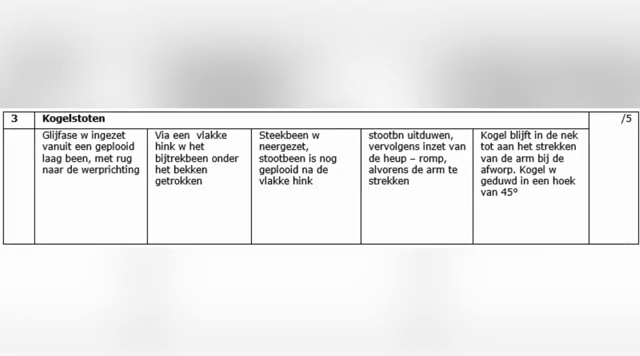 3 Kogelstoten /5
Glijfase w ingezet
vanuit een geplooid
laag been, met rug
naar de werprichting
Via een vlakke
hink w het
bijtrekbeen onder
het bekken
getrokken
Steekbeen w
neergezet,
stootbeen is nog
geplooid na de
vlakke hink
stootbn uitduwen,
vervolgens inzet van
de heup – romp,
alvorens de arm te
strekken
Kogel blijft in de nek
tot aan het strekken
van de arm bij de
afworp. Kogel w
geduwd in een hoek
van 45°